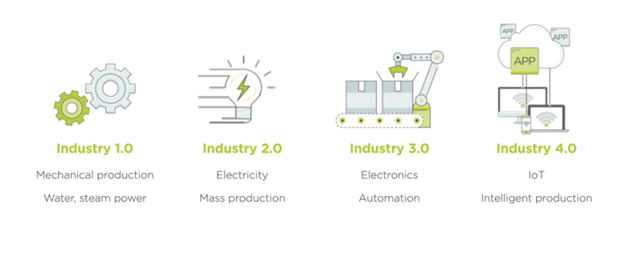 APP
APP
APP
Industry 1.0
Mechanical production
Water, steam power
Industry 2.0
Electricity
Mass production
Industry 3.0
Electronics
Automation
Industry 4.0
IoT
Intelligent production